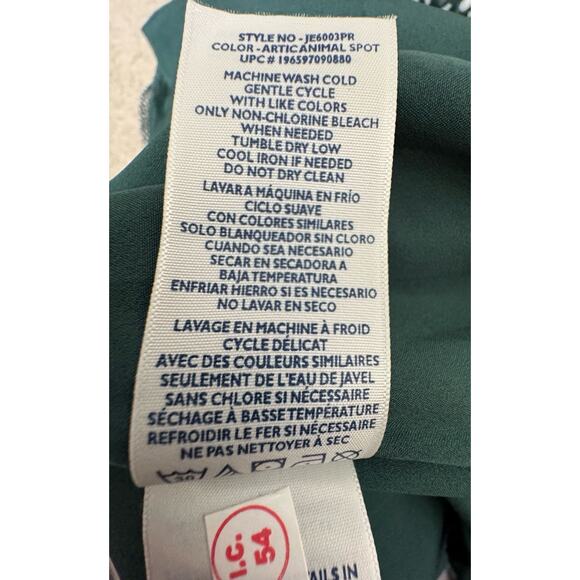 STYLE NO - JE6003PR
COLOR - ARTICANIMAL SPOT
UPC # 196597090880
MACHINE WASH COLD
GENTLE CYCLE
WITH LIKE COLORS
ONLY NON-CHLORINE BLEACH
WHEN NEEDED
TUMBLE DRY LOW
COOL IRON IF NEEDED
DO NOT DRY CLEAN
LAVAR A MÁQUINA EN FRÍO
CICLO SUAVE
CON COLORES SIMILARES
SOLO BLANQUEADOR SIN CLORO
CUANDO SEA NECESARIO
SECAR EN SECADORA A
BAJA TEMPERATURA
ENFRIAR HIERRO SI ES NECESARIO
NO LAVAR EN SECO
LAVAGE EN MACHINE À FROID
CYCLE DÉLICAT
AVEC DES COULEURS SIMILAIRES
SEULEMENT DE L'EAU DE JAVEL
SANS CHLORE SI NÉCESSAIRE
SÉCHAGE À BASSE TEMPÉRATURE
REFROIDIR LE FER SI NÉCESSAIRE
NE PAS NETTOYER À SEC
30
I.C.
54
AILS IN